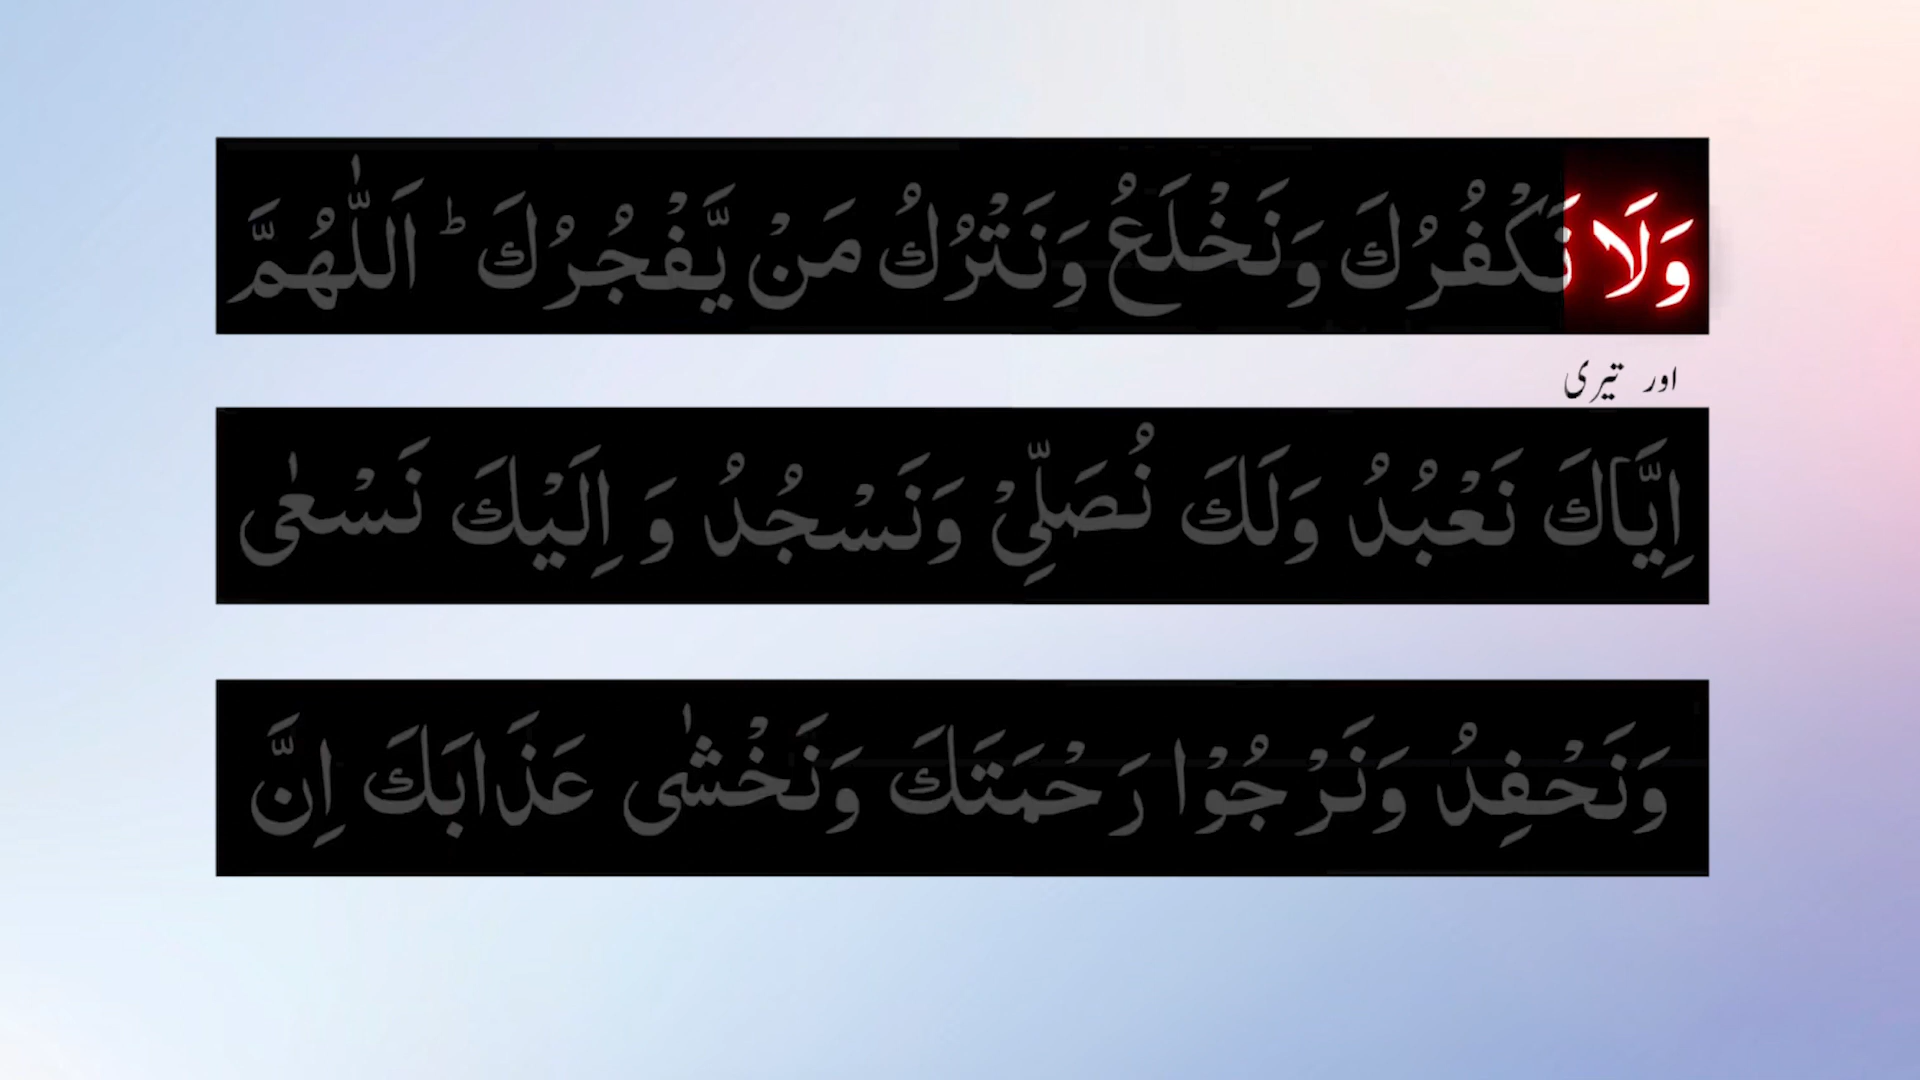 وَلَا نَكْفُرُكَ وَنَخْلَعُ وَنَتْرُكُ مَنْ يَّفْجُرُكَ ؕ اَللّٰهُمَّ
اور تیری
اِيَّاكَ نَعْبُدُ وَلَكَ نُصَلِّيْ وَنَسْجُدُ وَ اِلَيْكَ نَسْعٰى
وَنَحْفِدُ وَنَرْجُوْا رَحْمَتَكَ وَنَخْشٰى عَذَابَكَ اِنَّ